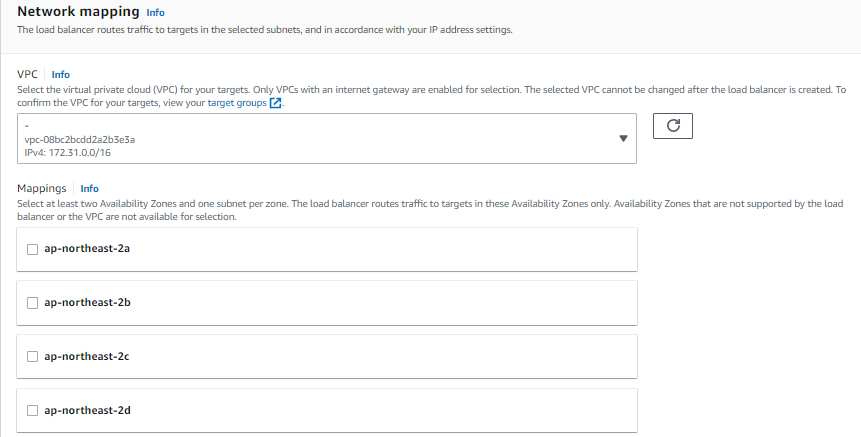 Network mapping Info
The load balancer routes traffic to targets in the selected subnets, and in accordance with your IP address settings.
VPC Info
Select the virtual private cloud (VPC) for your targets. Only VPCs with an internet gateway are enabled for selection. The selected VPC cannot be changed after the load balancer is created. To
confirm the VPC for your targets, view your target groups.
-
vpc-08bc2bcdd2a2b3e3a
IPv4: 172.31.0.0/16
Mappings Info
Select at least two Availability Zones and one subnet per zone. The load balancer routes traffic to targets in these Availability Zones only. Availability Zones that are not supported by the load
balancer or the VPC are not available for selection.
ap-northeast-2a
ap-northeast-2b
ap-northeast-2c
ap-northeast-2d